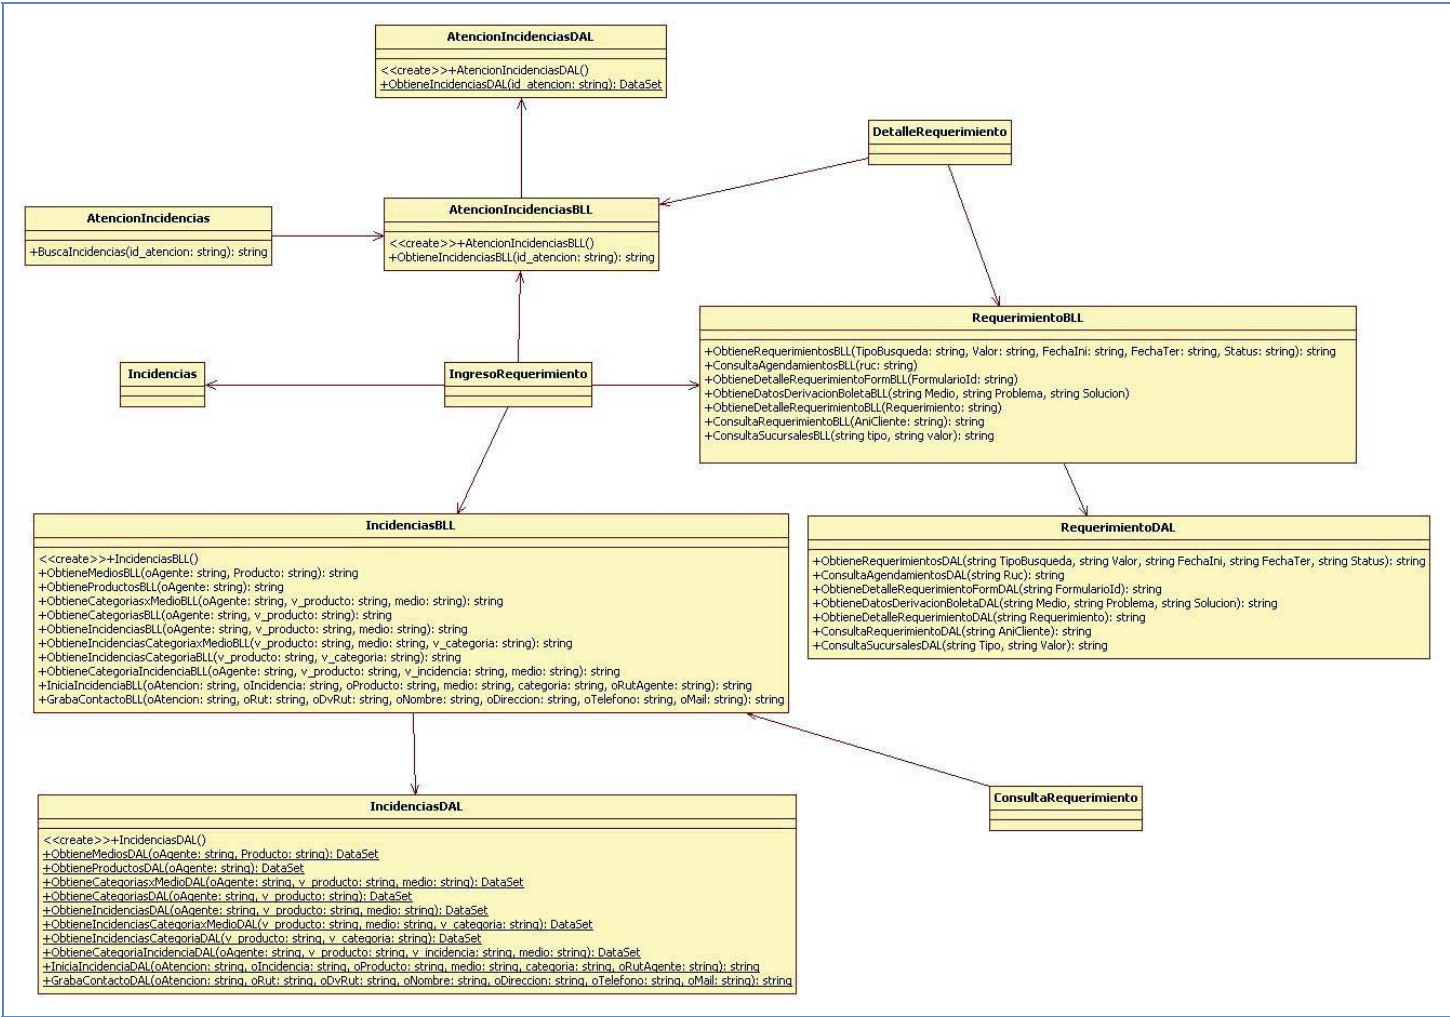 AtencionIncidenciasDAL
<<create>>+AtencionIncidenciasDAL()
+ObtieneIncidenciasDAL(id_atencion: string): DataSet
DetalleRequerimiento
AtencionIncidencias
+BuscaIncidencias(id_atencion: string): string
AtencionIncidenciasBLL
<<create>>+AtencionIncidenciasBLL()
+ObtieneIncidenciasBLL(id_atencion: string): string
RequerimientoBLL
+ObtieneRequerimientosBLL(TipoBusqueda: string, Valor: string, FechaIni: string, FechaTer: string, Status: string): string
+ConsultaAgendamientosBLL(ruc: string)
+ObtieneDetalleRequerimientoFormBLL(FormularioId: string)
+ObtieneDatosDerivacionBoletaBLL(string Medio, string Problema, string Solucion)
+ObtieneDetalleRequerimientoBLL(Requerimiento: string)
+ConsultaRequerimientoBLL(AniCliente: string): string
+ConsultaSucursalesBLL(string tipo, string valor): string
Incidencias
IngresoRequerimiento
IncidenciasBLL
<<create>>+IncidenciasBLL()
+ObtieneMediosBLL(oAgente: string, Producto: string): string
+ObtieneProductosBLL(oAgente: string): string
+ObtieneCategoriasxMedioBLL(oAgente: string, v_producto: string, medio: string): string
+ObtieneCategoriasBLL(oAgente: string, v_producto: string): string
+ObtieneIncidenciasBLL(oAgente: string, v_producto: string, medio: string): string
+ObtieneIncidenciasCategoriaxMedioBLL(v_producto: string, medio: string, v_categoria: string): string
+ObtieneIncidenciasCategoriaBLL(v_producto: string, v_categoria: string): string
+ObtieneCategoriaIncidenciaBLL(oAgente: string, v_producto: string, v_incidencia: string, medio: string): string
+IniciaIncidenciaBLL(oAtencion: string, oIncidencia: string, oProducto: string, medio: string, categoria: string, oRutAgente: string): string
+GrabaContactoBLL(oAtencion: string, oRut: string, oDvRut: string, oNombre: string, oDireccion: string, oTelefono: string, oMail: string): string
RequerimientoDAL
+ObtieneRequerimientosDAL(string TipoBusqueda, string Valor, string FechaIni, string FechaTer, string Status): string
+ConsultaAgendamientosDAL(string Ruc): string
+ObtieneDetalleRequerimientoFormDAL(string FormularioId): string
+ObtieneDatosDerivacionBoletaDAL(string Medio, string Problema, string Solucion): string
+ObtieneDetalleRequerimientoDAL(string Requerimiento): string
+ConsultaRequerimientoDAL(string AniCliente): string
+ConsultaSucursalesDAL(string Tipo, string Valor): string
IncidenciasDAL
<<create>>+IncidenciasDAL()
+ObtieneMediosDAL(oAgente: string, Producto: string): DataSet
+ObtieneProductosDAL(oAgente: string): DataSet
+ObtieneCategoriasxMedioDAL(oAgente: string, v_producto: string, medio: string): DataSet
+ObtieneCategoriasDAL(oAgente: string, v_producto: string): DataSet
+ObtieneIncidenciasDAL(oAgente: string, v_producto: string, medio: string): DataSet
+ObtieneIncidenciasCategoriaxMedioDAL(v_producto: string, medio: string, v_categoria: string): DataSet
+ObtieneIncidenciasCategoriaDAL(v_producto: string, v_categoria: string): DataSet
+ObtieneCategoriaIncidenciaDAL(oAgente: string, v_producto: string, v_incidencia: string, medio: string): DataSet
+IniciaIncidenciaDAL(oAtencion: string, oIncidencia: string, oProducto: string, medio: string, categoria: string, oRutAgente: string): string
+GrabaContactoDAL(oAtencion: string, oRut: string, oDvRut: string, oNombre: string, oDireccion: string, oTelefono: string, oMail: string): string
ConsultaRequerimiento